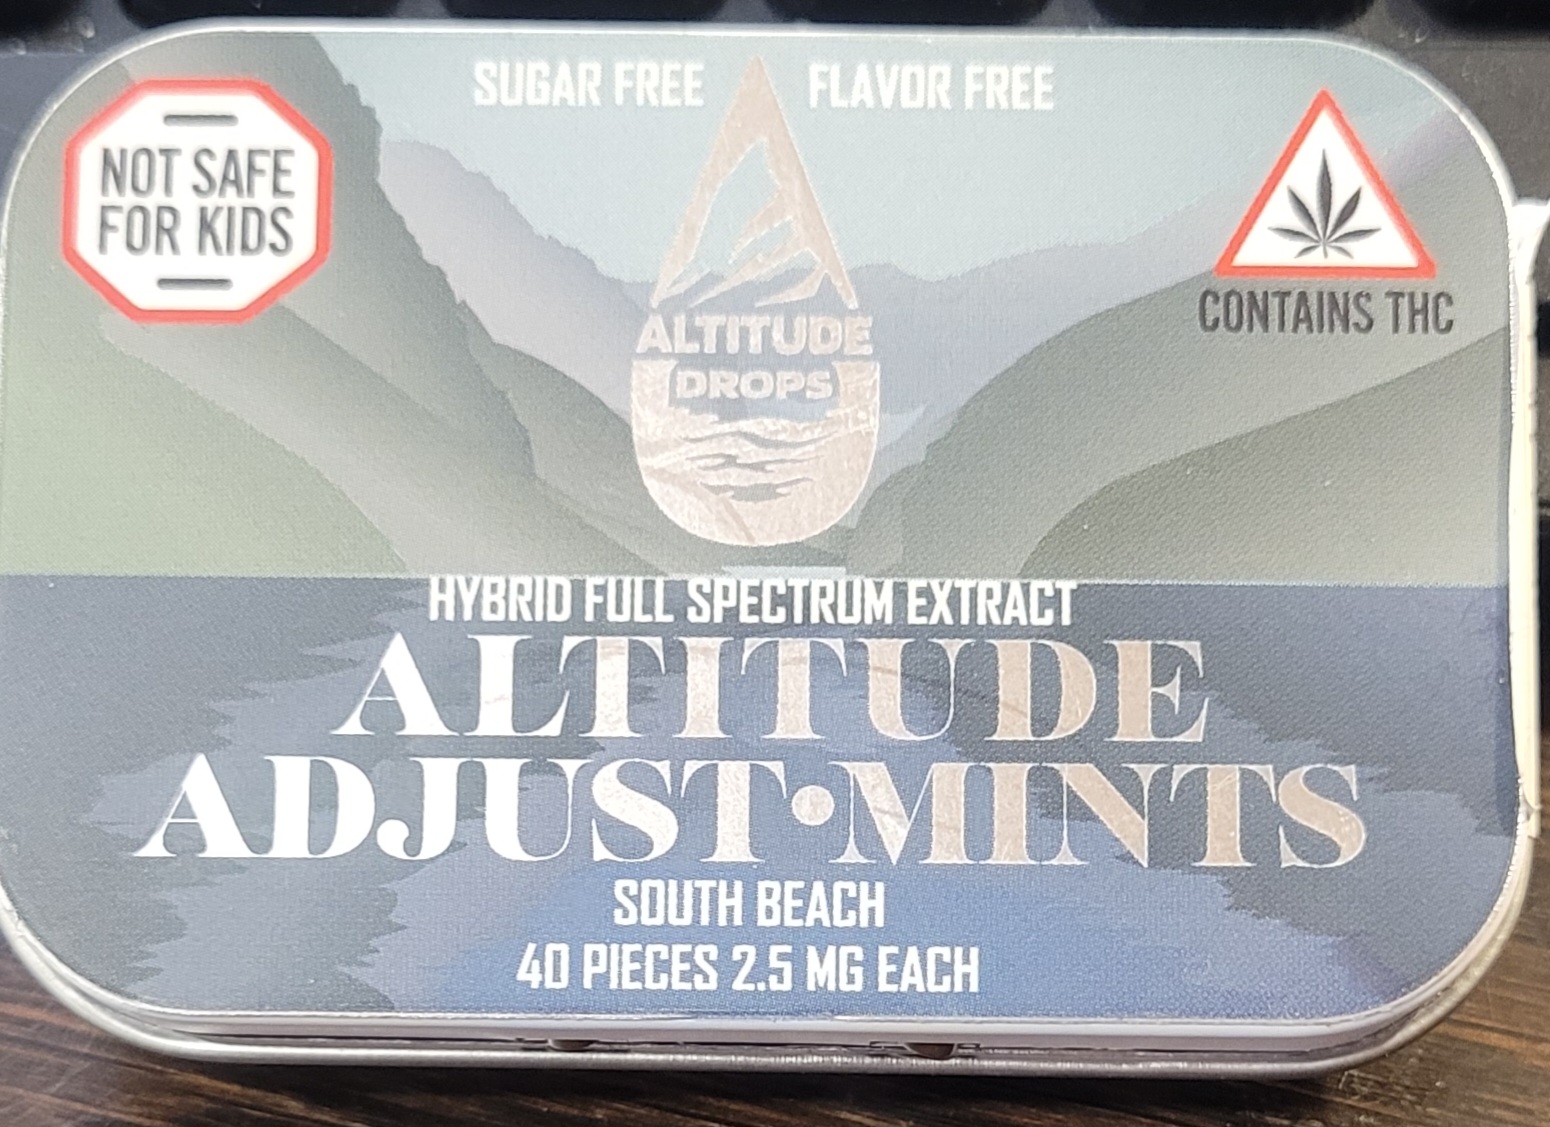 SUGAR FREE FLAVOR FREE
NOT SAFE
FOR KIDS
CONTAINS THC
ALTITUDE
DROPS
HYBRID FULL SPECTRUM EXTRACT
ALTITUDE
ADJUST•MINTS
SOUTH BEACH
40 PIECES 2.5 MG EACH